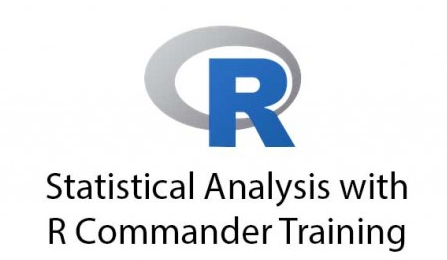 R
Statistical Analysis with
R Commander Training